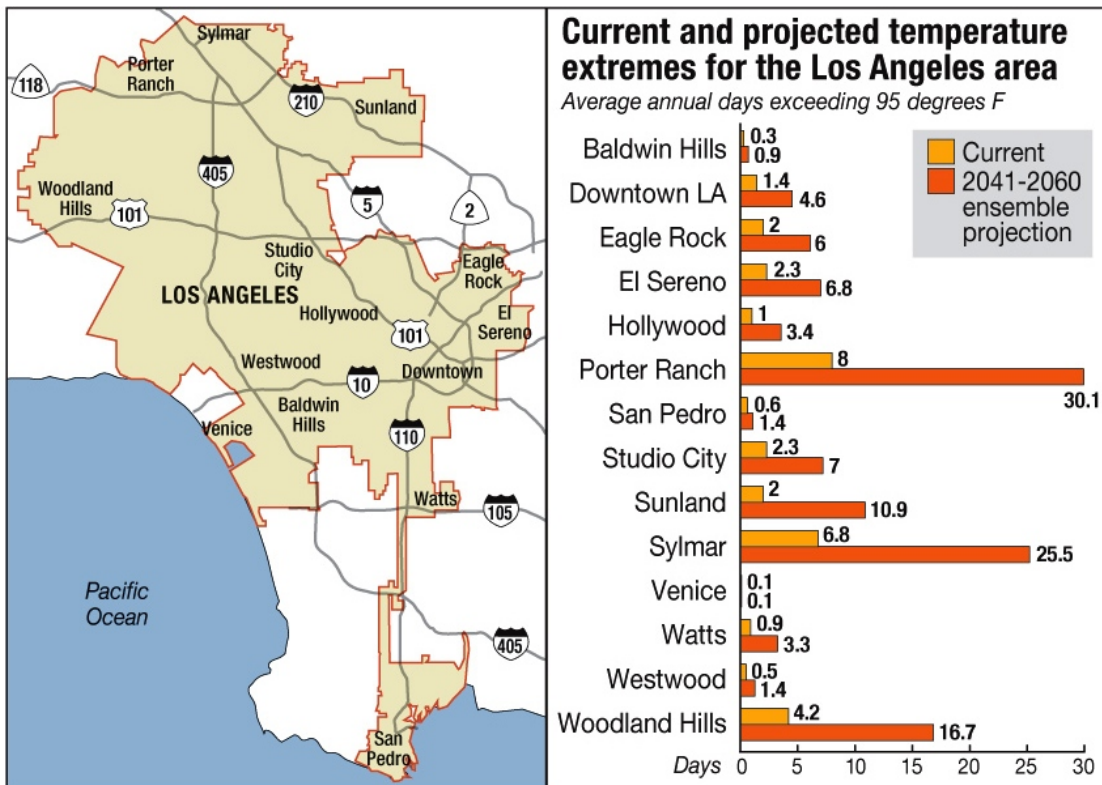 Sylmar
Porter
Ranch
118
210
Sunland
405
Woodland
Hills
101
5
2
Studio
City
Eagle
Rock
LOS ANGELES
Hollywood
El
Sereno
101
Westwood
10
Downtown
Baldwin
Hills
Venice
110
Watts
105
Pacific
Ocean
405
San
Pedro
Current and projected temperature
extremes for the Los Angeles area
Average annual days exceeding 95 degrees F
Current
2041-2060
ensemble
projection
Baldwin Hills 0.3
0.9
Downtown LA 1.4
4.6
Eagle Rock 2
6
El Sereno 2.3
6.8
Hollywood 1
3.4
Porter Ranch 8
30.1
San Pedro 0.6
1.4
Studio City 2.3
7
Sunland 2
10.9
Sylmar 6.8
25.5
Venice 0.1
0.1
Watts 0.9
3.3
Westwood 0.5
1.4
Woodland Hills 4.2
16.7
Days 0 5 10 15 20 25 30